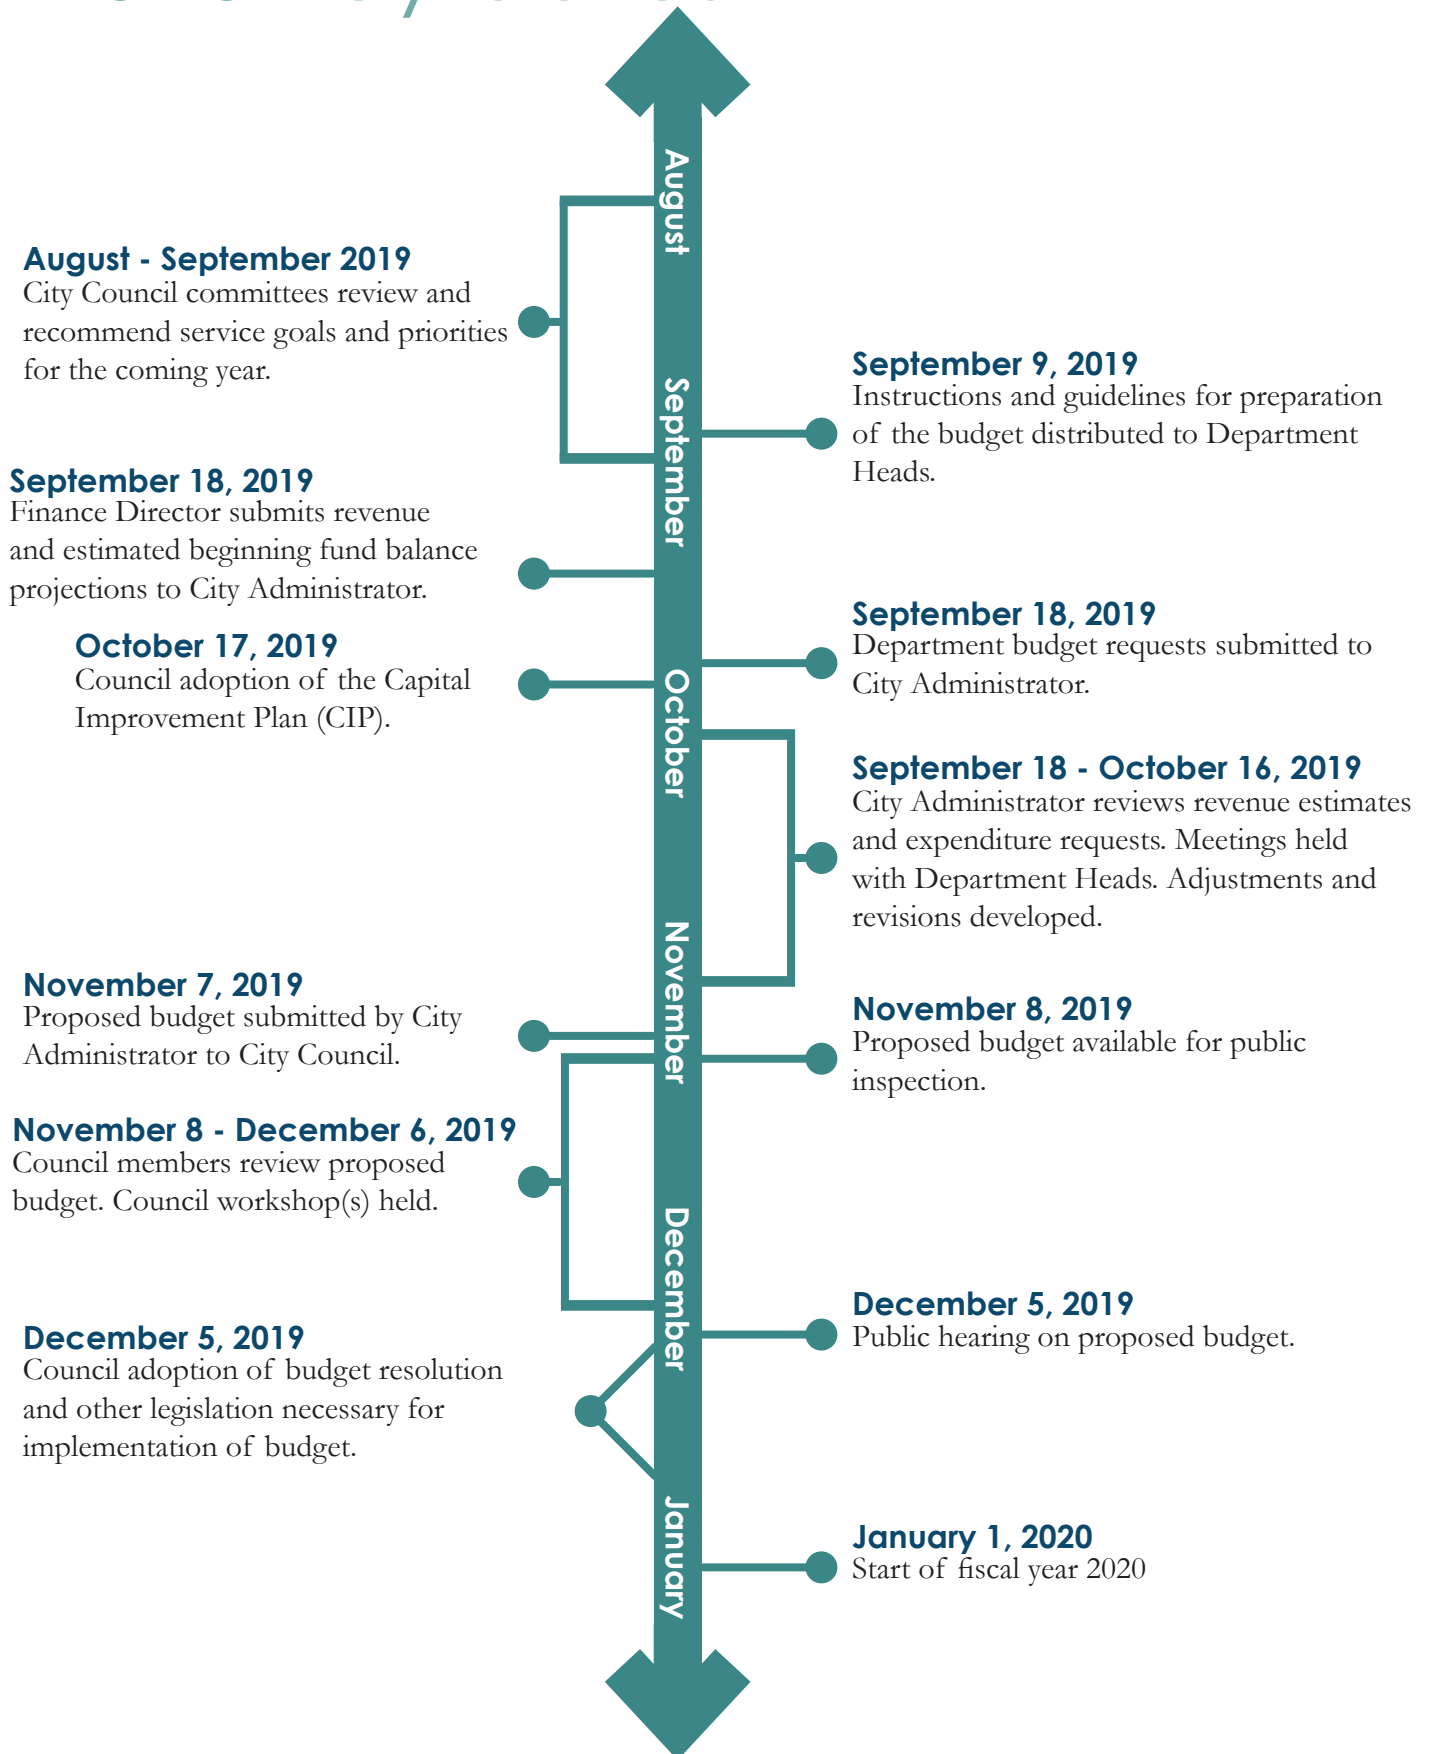 August
August - September 2019
City Council committees review and
recommend service goals and priorities
for the coming year.
September 9, 2019
Instructions and guidelines for preparation
of the budget distributed to Department
Heads.
September
September 18, 2019
Finance Director submits revenue
and estimated beginning fund balance
projections to City Administrator.
September 18, 2019
Department budget requests submitted to
City Administrator.
October 17, 2019
Council adoption of the Capital
Improvement Plan (CIP).
October
September 18 - October 16, 2019
City Administrator reviews revenue estimates
and expenditure requests. Meetings held
with Department Heads. Adjustments and
revisions developed.
November
November 7, 2019
Proposed budget submitted by City
Administrator to City Council.
November 8, 2019
Proposed budget available for public
inspection.
November 8 - December 6, 2019
Council members review proposed
budget. Council workshop(s) held.
December
December 5, 2019
Public hearing on proposed budget.
December 5, 2019
Council adoption of budget resolution
and other legislation necessary for
implementation of budget.
January
January 1, 2020
Start of fiscal year 2020